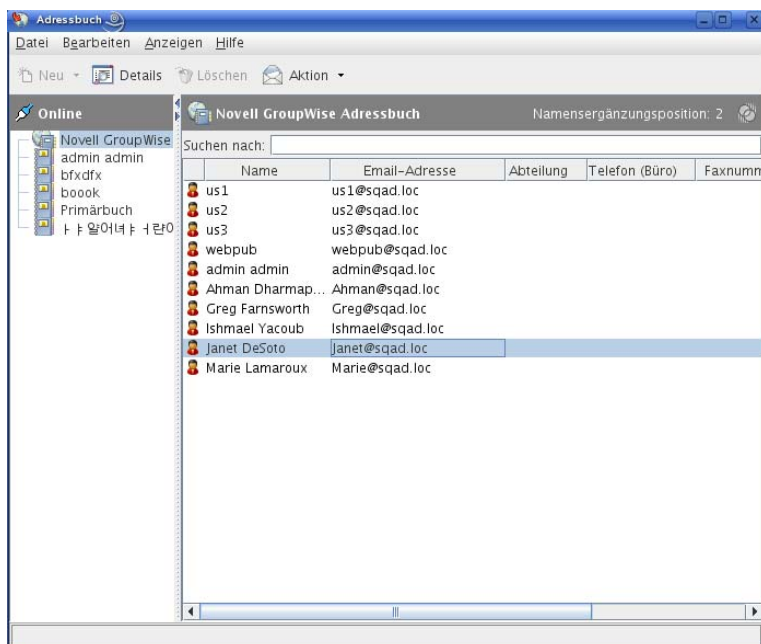 Adressbuch
Datei Bearbeiten Anzeigen Hilfe
Neu Details Löschen Aktion
Online
Novell GroupWise
admin admin
bfxdfx
boook
Primärbuch
Novell GroupWise Adressbuch Namensergänzungsposition: 2
Suchen nach:
Name Email-Adresse Abteilung Telefon (Büro) Faxnumm
us1 us1@sqad.loc
us2 us2@sqad.loc
us3 us3@sqad.loc
webpub webpub@sqad.loc
admin admin admin@sqad.loc
Ahman Dharmap... Ahman@sqad.loc
Greg Farnsworth Greg@sqad.loc
Ishmael Yacoub Ishmael@sqad.loc
Janet DeSoto Janet@sqad.loc
Marie Lamaroux Marie@sqad.loc